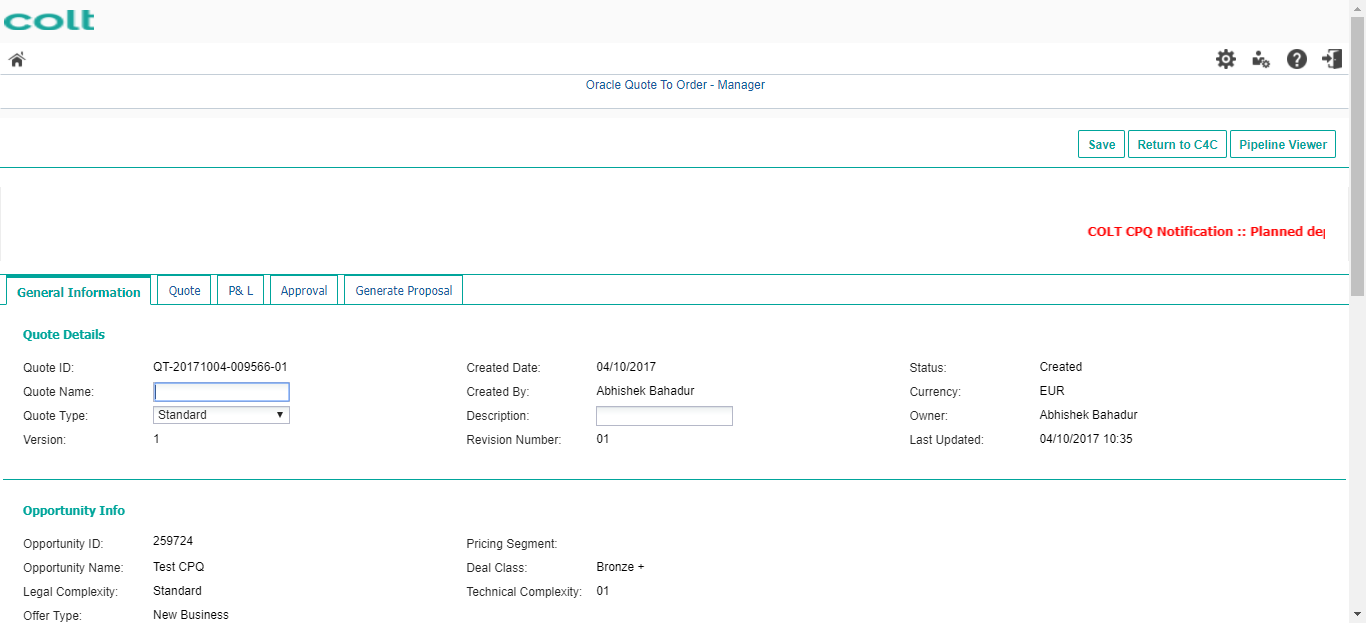 colt
Oracle Quote To Order - Manager
Save Return to C4C Pipeline Viewer
COLT CPQ Notification :: Planned
General Information Quote P& L Approval Generate Proposal
Quote Details
Quote ID: QT-20171004-009566-01 Created Date: 04/10/2017 Status: Created
Quote Name: Created By: Abhishek Bahadur Currency: EUR
Quote Type: Standard Description: Owner: Abhishek Bahadur
Version: 1 Revision Number: 01 Last Updated: 04/10/2017 10:35
Opportunity Info
Opportunity ID: 259724 Pricing Segment:
Opportunity Name: Test CPQ Deal Class: Bronze +
Legal Complexity: Standard Technical Complexity: 01
Offer Type: New Business